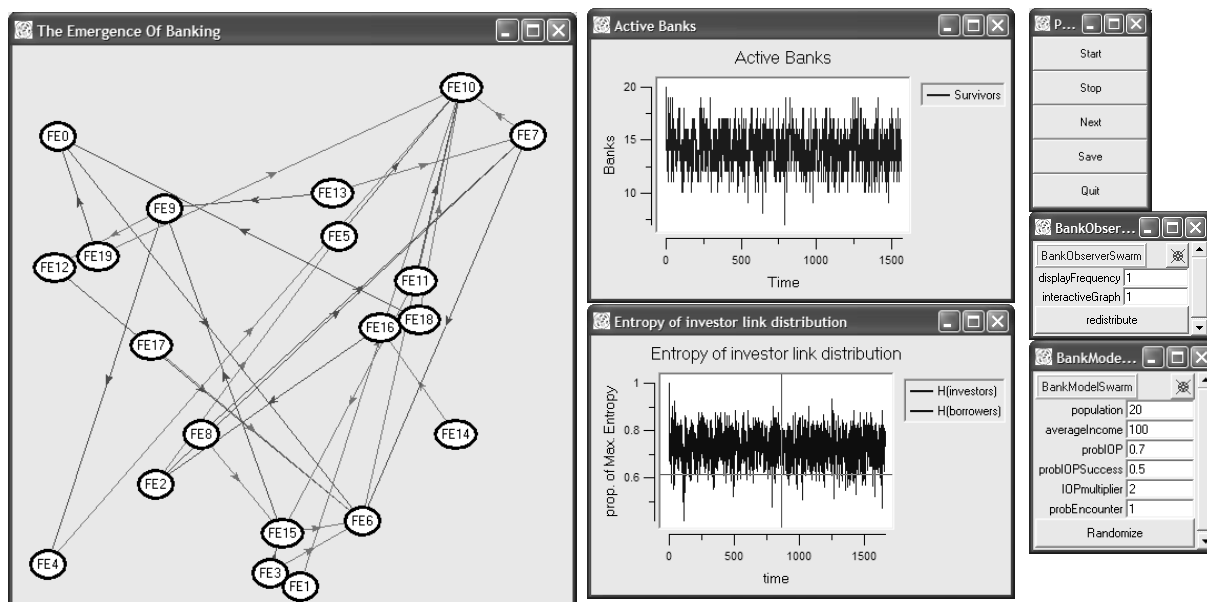 The Emergence Of Banking
FE10
FE7
FE0
FE13
FE9
FE5
FE19
FE12
FE11
FE18
FE16
FE17
FE8
FE14
FE2
FE6
FE15
FE4
FE3
FE1
Active Banks
Active Banks
Survivors
20
15
10
Banks
0
500
1000
1500
Time
Entropy of investor link distribution
Entropy of investor link distribution
H(investors)
H(borrowers)
1
0.8
0.6
prop. of Max. Entropy
0
500
1000
1500
time
P...
Start
Stop
Next
Save
Quit
BankObser...
BankObserverSwarm
displayFrequency 1
interactiveGraph 1
redistribute
BankMode...
BankModelSwarm
population 20
averageIncome 100
probIOP 0.7
probIOPSuccess 0.5
IOPmultiplier 2
probEncounter 1
Randomize